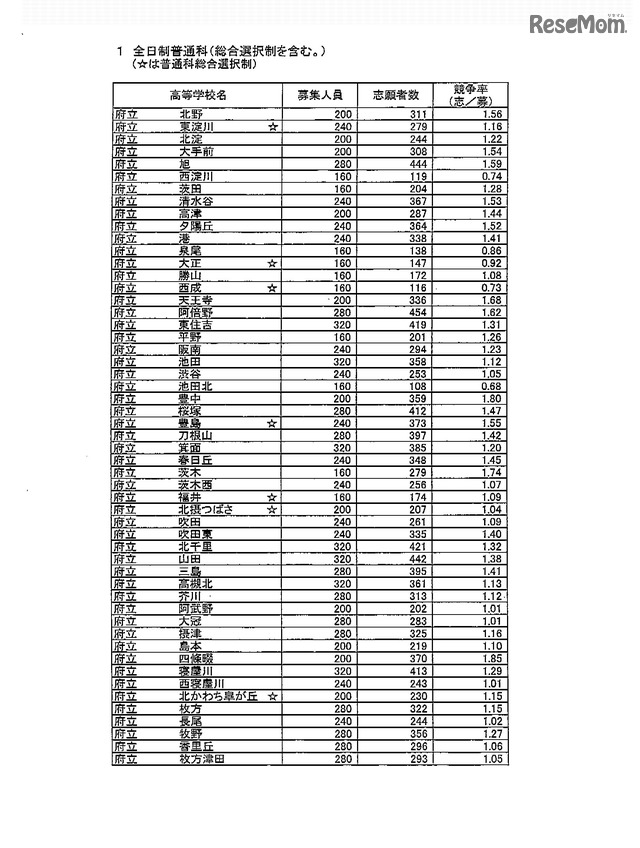 リセマム
ReseMom.
1 全日制普通科(総合選択制を含む。)
(☆は普通科総合選択制)
高等学校名 募集人員 志願者数 競争率(志/募)
府立 北野 200 311 1.56
府立 東淀川 ☆ 240 279 1.16
府立 北淀 200 244 1.22
府立 大手前 200 308 1.54
府立 旭 280 444 1.59
府立 西淀川 160 119 0.74
府立 茨田 160 204 1.28
府立 清水谷 240 367 1.53
府立 高津 200 287 1.44
府立 夕陽丘 240 364 1.52
府立 港 240 338 1.41
府立 泉尾 160 138 0.86
府立 大正 ☆ 160 147 0.92
府立 勝山 160 172 1.08
府立 西成 ☆ 160 116 0.73
府立 天王寺 200 336 1.68
府立 阿倍野 280 454 1.62
府立 東住吉 320 419 1.31
府立 平野 160 201 1.26
府立 阪南 240 294 1.23
府立 池田 320 358 1.12
府立 渋谷 240 253 1.05
府立 池田北 160 108 0.68
府立 豊中 200 359 1.80
府立 桜塚 280 412 1.47
府立 豊島 ☆ 240 373 1.55
府立 刀根山 280 397 1.42
府立 箕面 320 385 1.20
府立 春日丘 240 348 1.45
府立 茨木 160 279 1.74
府立 茨木西 240 256 1.07
府立 福井 ☆ 160 174 1.09
府立 北摂つばさ ☆ 200 207 1.04
府立 吹田 240 261 1.09
府立 吹田東 240 335 1.40
府立 北千里 320 421 1.32
府立 山田 320 442 1.38
府立 三島 280 395 1.41
府立 高槻北 320 361 1.13
府立 芥川 280 313 1.12
府立 阿武野 200 202 1.01
府立 大冠 280 283 1.01
府立 摂津 280 325 1.16
府立 島本 200 219 1.10
府立 四條畷 200 370 1.85
府立 寝屋川 320 413 1.29
府立 西寝屋川 240 243 1.01
府立 北かわち皐が丘 ☆ 200 230 1.15
府立 枚方 280 322 1.15
府立 長尾 240 244 1.02
府立 牧野 280 356 1.27
府立 香里丘 280 296 1.06
府立 枚方津田 280 293 1.05